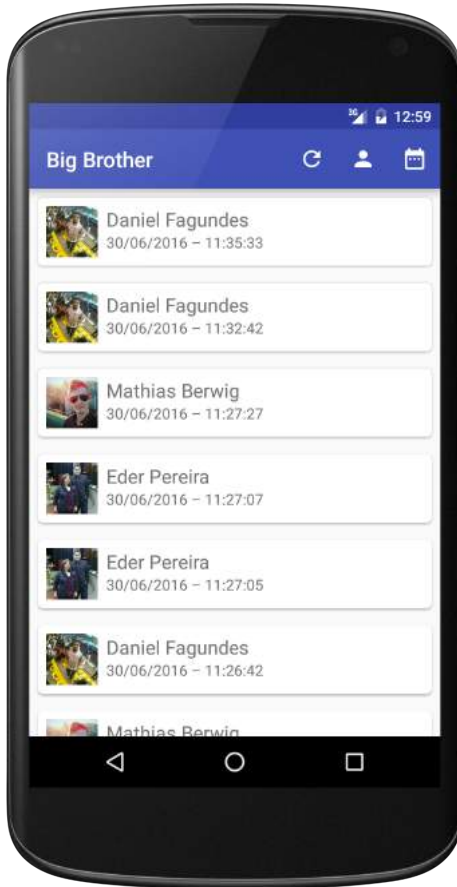 3G 12:59
Big Brother
Daniel Fagundes
30/06/2016 – 11:35:33
Daniel Fagundes
30/06/2016 – 11:32:42
Mathias Berwig
30/06/2016 – 11:27:27
Eder Pereira
30/06/2016 – 11:27:07
Eder Pereira
30/06/2016 – 11:27:05
Daniel Fagundes
30/06/2016 – 11:26:42
Mathias Berwig